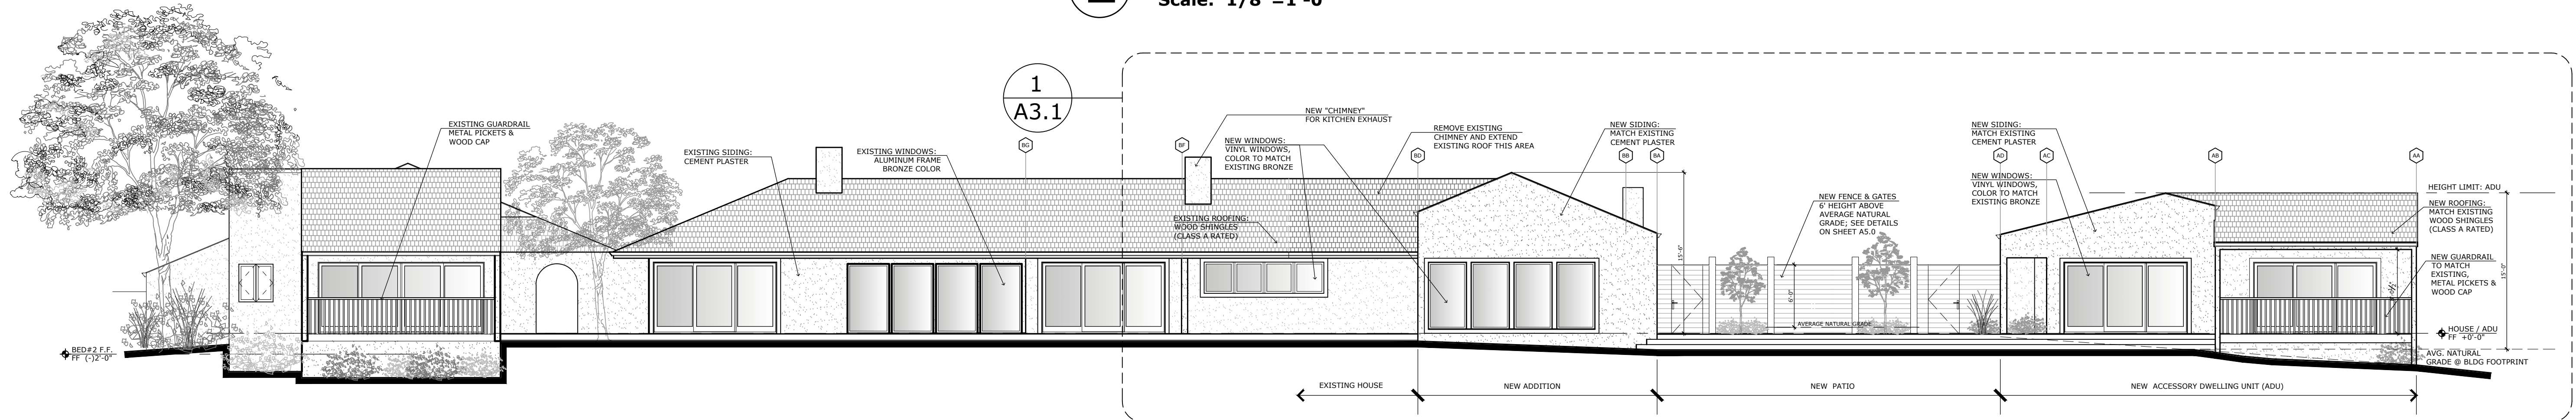 Scale: 1/8"=1'-0"
1
A3.1
EXISTING GUARDRAIL
METAL PICKETS &
WOOD CAP
EXISTING SIDING:
CEMENT PLASTER
EXISTING WINDOWS:
ALUMINUM FRAME
BRONZE COLOR
BG
BF
NEW "CHIMNEY"
FOR KITCHEN EXHAUST
NEW WINDOWS:
VINYL WINDOWS,
COLOR TO MATCH
EXISTING BRONZE
EXISTING ROOFING:
WOOD SHINGLES
(CLASS A RATED)
REMOVE EXISTING
CHIMNEY AND EXTEND
EXISTING ROOF THIS AREA
BD
NEW SIDING:
MATCH EXISTING
CEMENT PLASTER
BB
BA
15'-6"
NEW FENCE & GATES
6' HEIGHT ABOVE
AVERAGE NATURAL
GRADE; SEE DETAILS
ON SHEET A5.0
6'-0"
AVERAGE NATURAL GRADE
NEW SIDING:
MATCH EXISTING
CEMENT PLASTER
AD
AC
AB
AA
NEW WINDOWS:
VINYL WINDOWS,
COLOR TO MATCH
EXISTING BRONZE
HEIGHT LIMIT: ADU
NEW ROOFING:
MATCH EXISTING
WOOD SHINGLES
(CLASS A RATED)
NEW GUARDRAIL
TO MATCH
EXISTING,
METAL PICKETS &
WOOD CAP
15'-0"
HOUSE / ADU
FF +0'-0"
AVG. NATURAL
GRADE @ BLDG FOOTPRINT
BED#2 F.F.
FF (-)2'-0"
EXISTING HOUSE
NEW ADDITION
NEW PATIO
NEW ACCESSORY DWELLING UNIT (ADU)